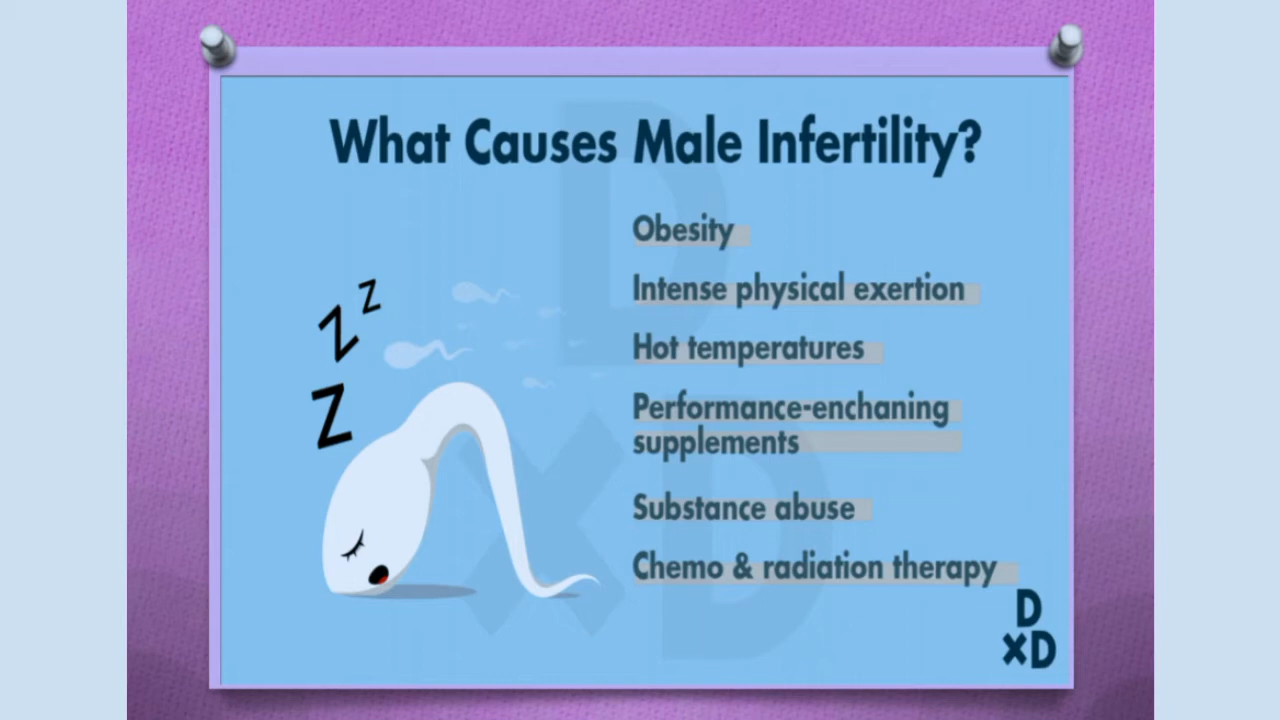 What Causes Male Infertility?
Obesity
Intense physical exertion
Hot temperatures
Performance-enchaning
supplements
Substance abuse
Chemo & radiation therapy
z
Z
Z
D
D
xD
xD